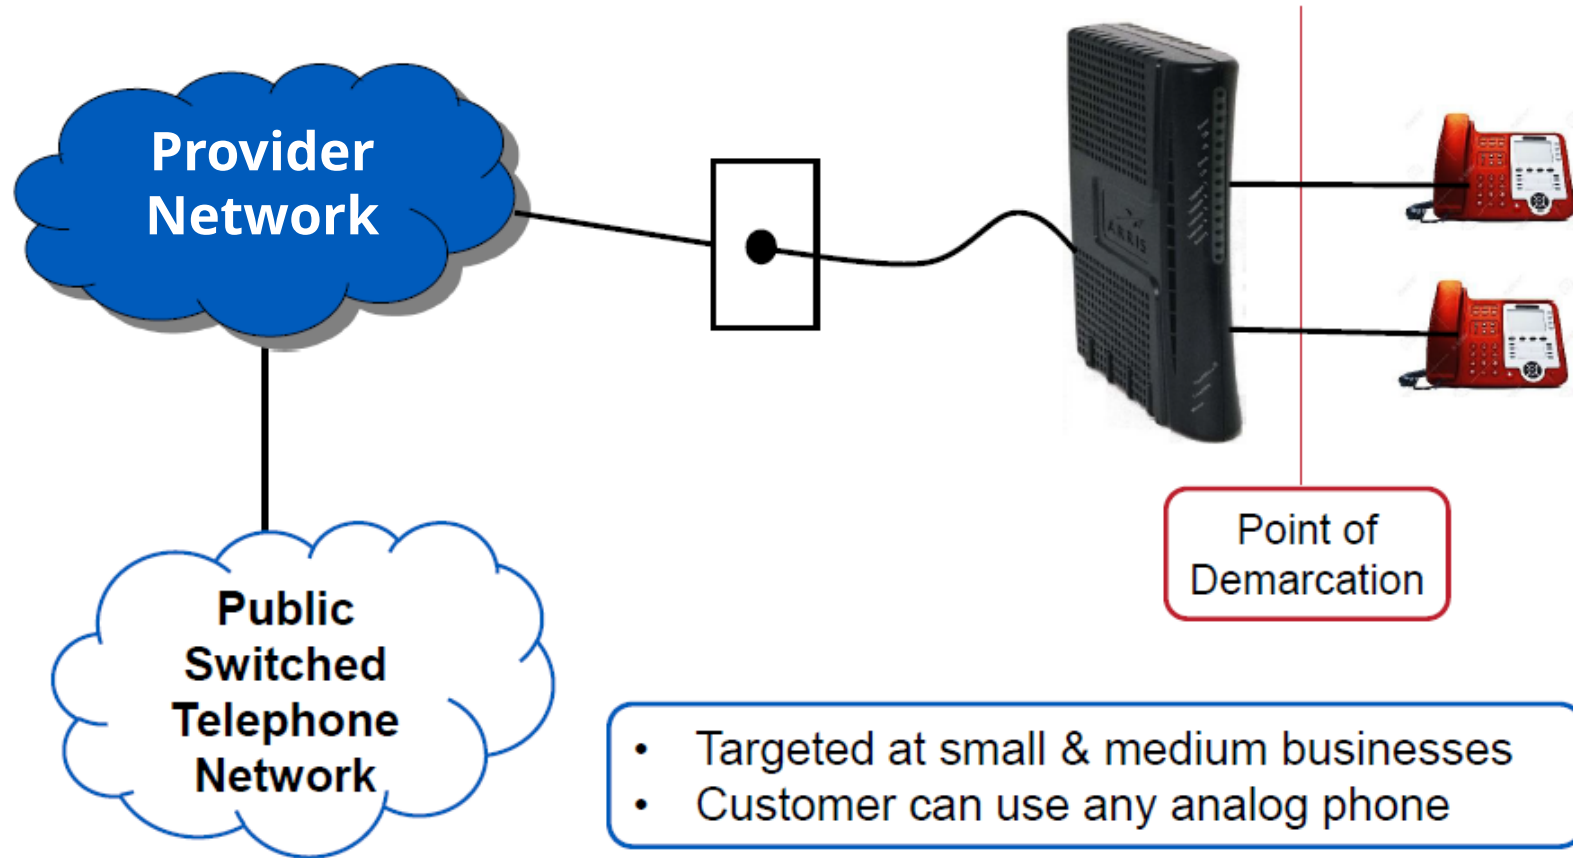 Provider
Network
ARRIS
Point of
Demarcation
Public
Switched
Telephone
Network
• Targeted at small & medium businesses
• Customer can use any analog phone